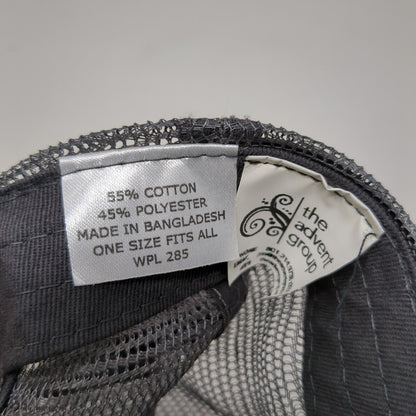 55% COTTON
45% POLYESTER
MADE IN BANGLADESH
ONE SIZE FITS ALL
WPL 285
the
advent
group